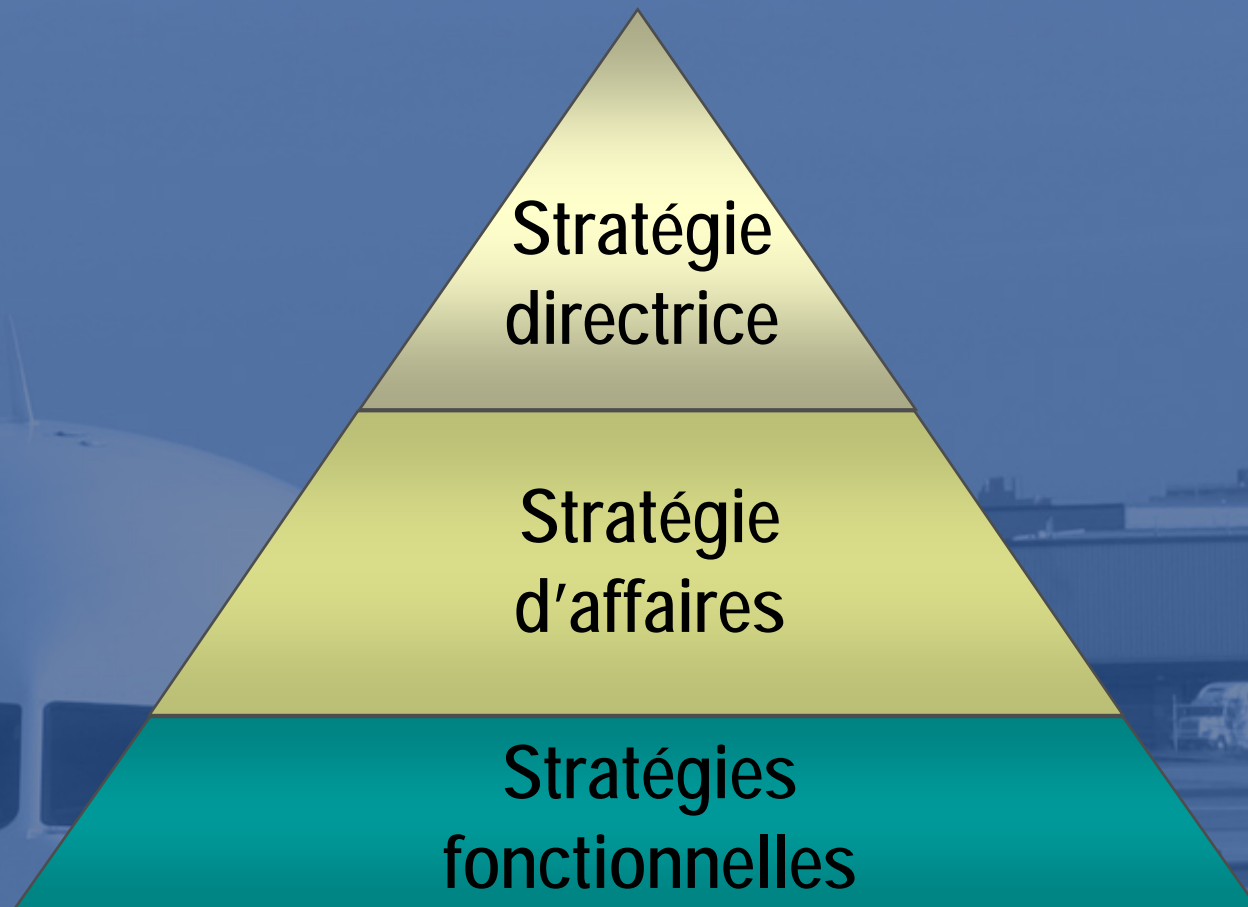 Stratégie
directrice
Stratégie
d'affaires
Stratégies
fonctionnelles